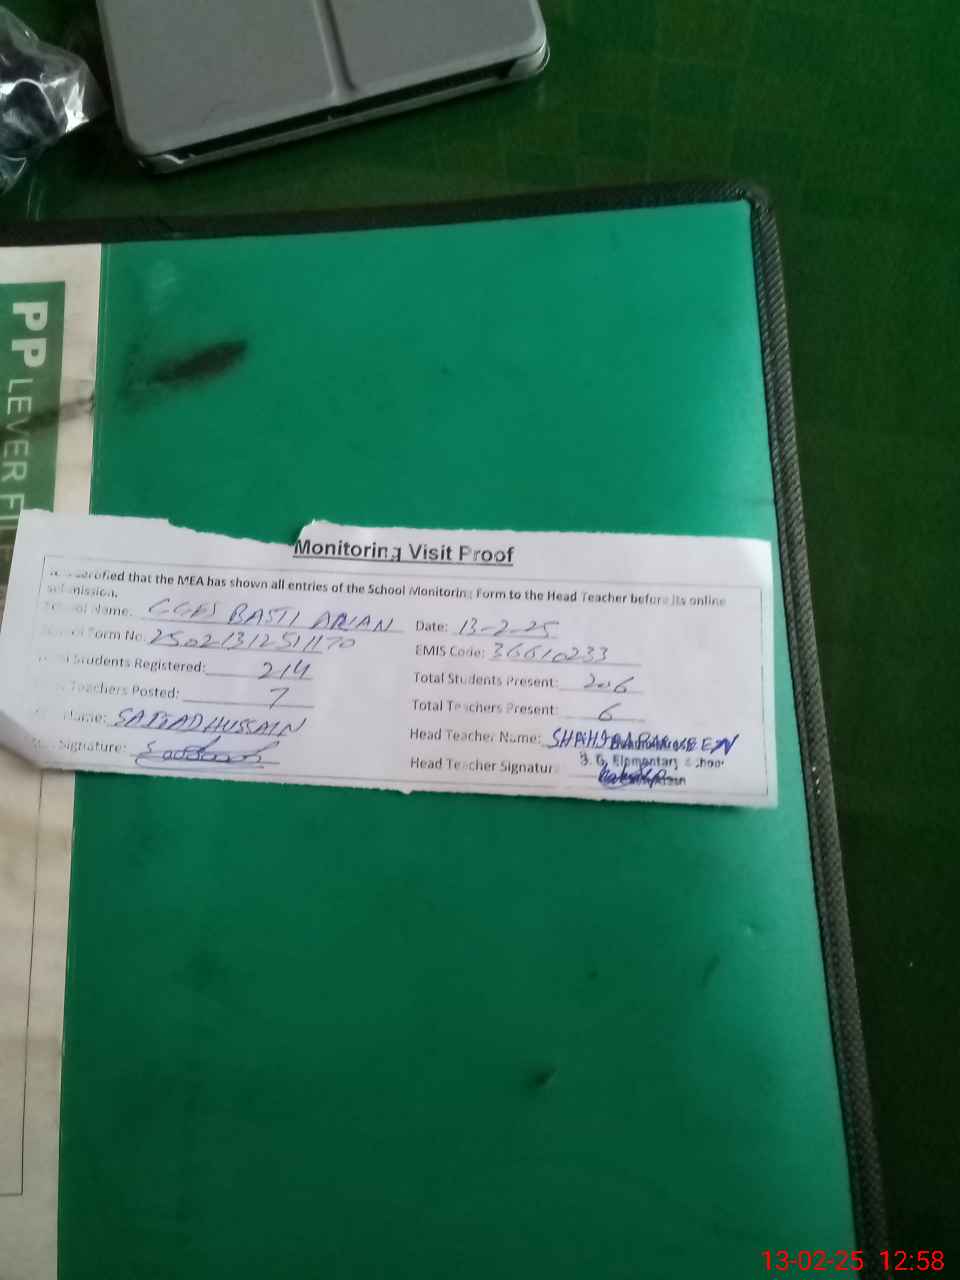 PP LEVER FI
Monitoring Visit Proof
certified that the MEA has shown all entries of the School Monitoring Form to the Head Teacher before its online
submission.
School Name: GGES BASTI ARIAN Date: 13-2-25
Form No. EMIS Code: 36610233
Students Registered: 214 Total Students Present: 206
Teachers Posted: 7 Total Teachers Present: 6
Name: SAJJAD HUSSAIN Head Teacher Name:
Signature: Head Teacher Signatur
G. Elementary School
13-02-25 12:58